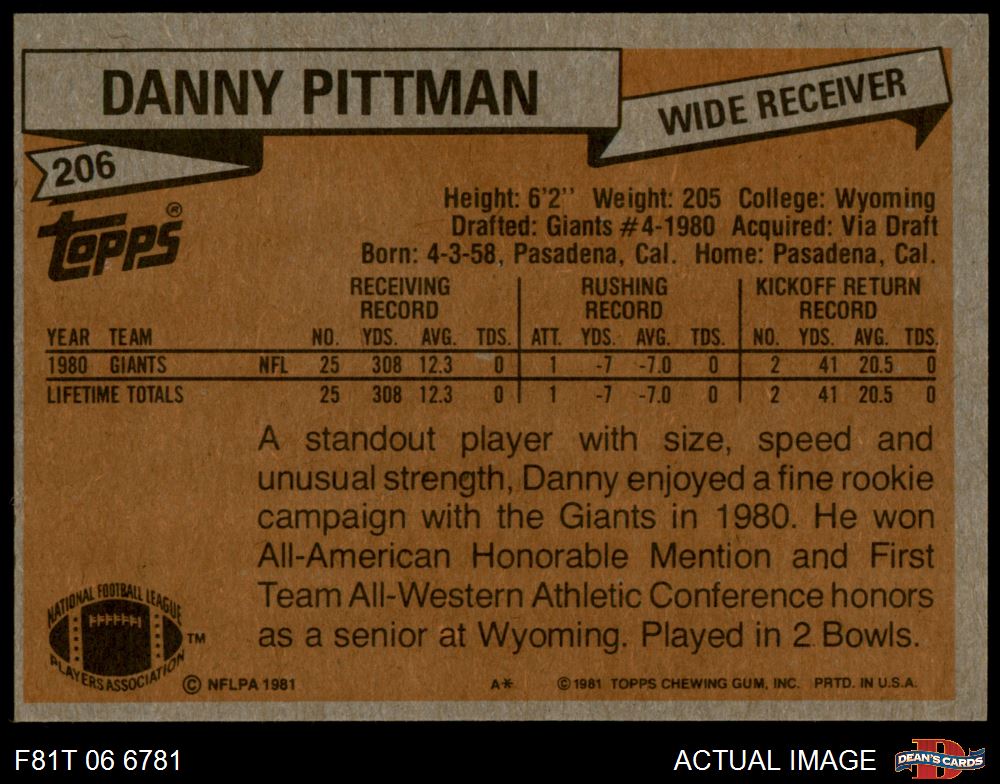 DANNY PITTMAN
WIDE RECEIVER
206
TOPPS®
Height: 6'2'' Weight: 205 College: Wyoming
Drafted: Giants #4-1980 Acquired: Via Draft
Born: 4-3-58, Pasadena, Cal. Home: Pasadena, Cal.
RECEIVING RECORD RUSHING RECORD KICKOFF RETURN RECORD
YEAR TEAM NO. YDS. AVG. TDS. ATT. YDS. AVG. TDS. NO. YDS. AVG. TDS.
1980 GIANTS NFL 25 308 12.3 0 1 -7 -7.0 0 2 41 20.5 0
LIFETIME TOTALS 25 308 12.3 0 1 -7 -7.0 0 2 41 20.5 0
A standout player with size, speed and
unusual strength, Danny enjoyed a fine rookie
campaign with the Giants in 1980. He won
All-American Honorable Mention and First
Team All-Western Athletic Conference honors
as a senior at Wyoming. Played in 2 Bowls.
NATIONAL FOOTBALL LEAGUE
PLAYERS ASSOCIATION
TM
© NFLPA 1981 A* © 1981 TOPPS CHEWING GUM, INC. PRTD. IN U.S.A.
F81T 06 6781 ACTUAL IMAGE
D
DEAN'S CARDS